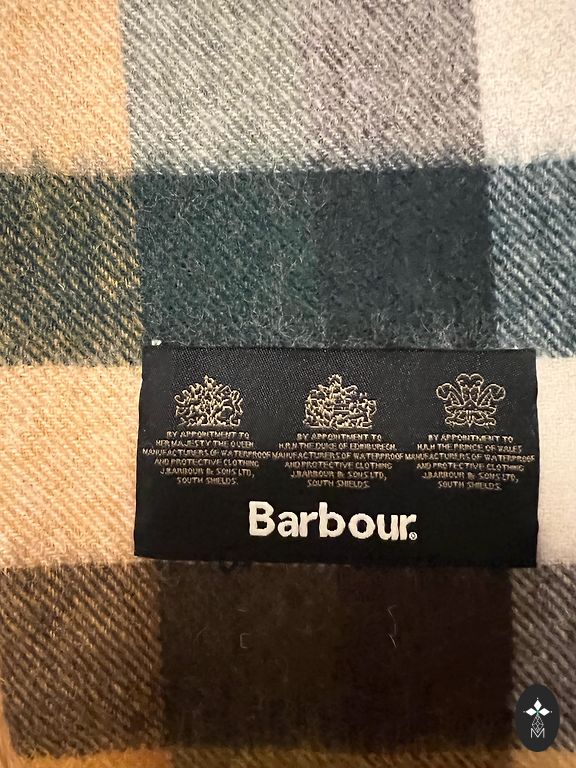 BY APPOINTMENT TO
HER MAJESTY THE QUEEN
MANUFACTURERS OF WATERPROOF
AND PROTECTIVE CLOTHING
J.BARBOUR & SONS LTD,
SOUTH SHIELDS.
BY APPOINTMENT TO
H.R.H THE DUKE OF EDINBURGH,
MANUFACTURERS OF WATERPROOF
AND PROTECTIVE CLOTHING
J.BARBOUR & SONS LTD,
SOUTH SHIELDS.
BY APPOINTMENT TO
H.R.H THE PRINCE OF WALES
MANUFACTURERS OF WATERPROOF
AND PROTECTIVE CLOTHING
J.BARBOUR & SONS LTD,
SOUTH SHIELDS.
Barbour®
M